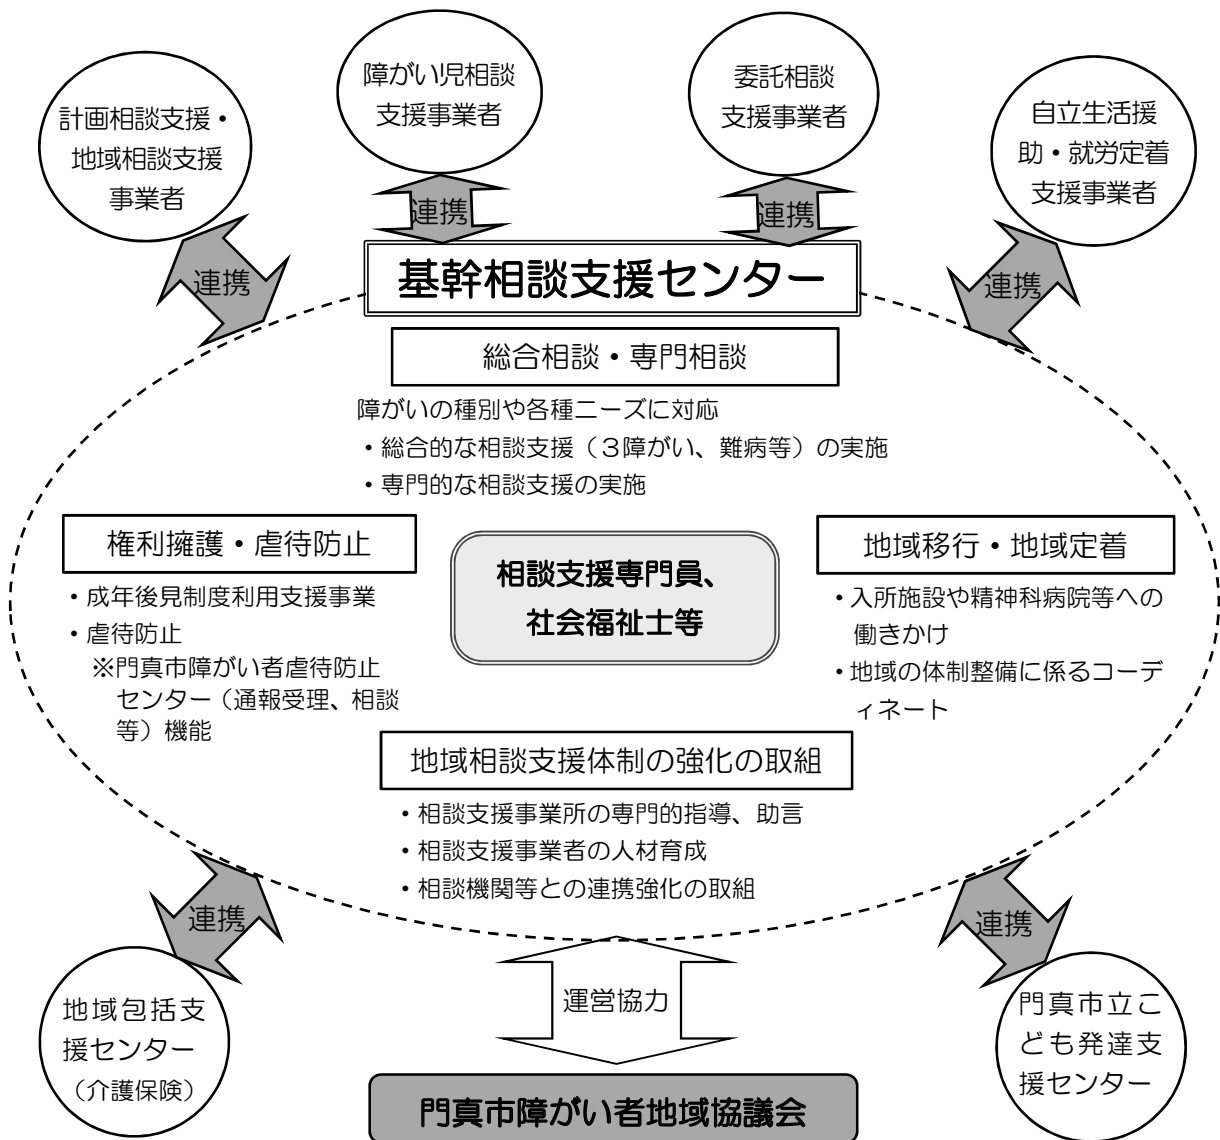 計画相談支援・
地域相談支援
事業者
障がい児相談
支援事業者
委託相談
支援事業者
自立生活援
助・就労定着
支援事業者
連携
連携
連携
連携
基幹相談支援センター
総合相談・専門相談
障がいの種別や各種ニーズに対応
・総合的な相談支援（３障がい、難病等）の実施
・専門的な相談支援の実施
権利擁護・虐待防止
・成年後見制度利用支援事業
・虐待防止
※門真市障がい者虐待防止
センター（通報受理、相談
等）機能
相談支援専門員、
社会福祉士等
地域移行・地域定着
・入所施設や精神科病院等への
働きかけ
・地域の体制整備に係るコーデ
ィネート
地域相談支援体制の強化の取組
・相談支援事業所の専門的指導、助言
・相談支援事業者の人材育成
・相談機関等との連携強化の取組
連携
連携
運営協力
地域包括支
援センター
（介護保険）
門真市立こ
ども発達支
援センター
門真市障がい者地域協議会